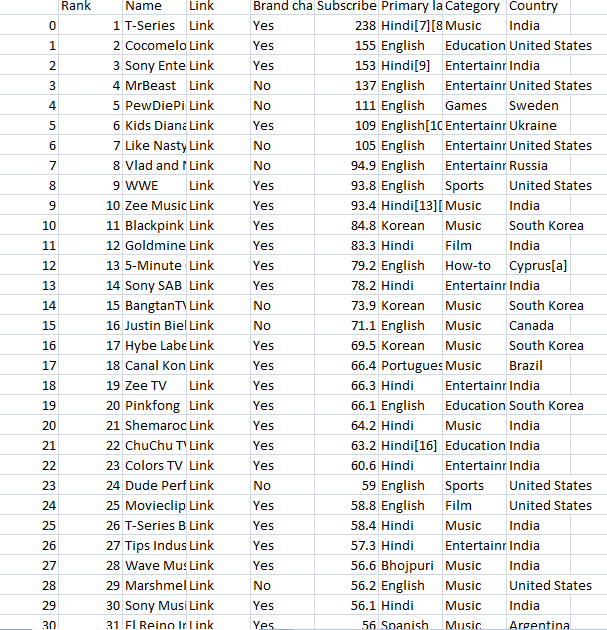 Rank Name Link Brand cha Subscribe Primary la Category Country
0 1 T-Series Link Yes 238 Hindi[7][8 Music India
1 2 Cocomelo Link Yes 155 English Education United States
2 3 Sony Ente Link Yes 153 Hindi[9] Entertainr India
3 4 MrBeast Link No 137 English Entertainr United States
4 5 PewDiePi Link No 111 English Games Sweden
5 6 Kids Diana Link Yes 109 English[10 Entertainr Ukraine
6 7 Like Nasty Link No 105 English Entertainr United States
7 8 Vlad and N Link No 94.9 English Entertainr Russia
8 9 WWE Link Yes 93.8 English Sports United States
9 10 Zee Music Link Yes 93.4 Hindi[13][ Music India
10 11 Blackpink Link Yes 84.8 Korean Music South Korea
11 12 Goldmine Link Yes 83.3 Hindi Film India
12 13 5-Minute Link Yes 79.2 English How-to Cyprus[a]
13 14 Sony SAB Link Yes 78.2 Hindi Entertainr India
14 15 BangtanTV Link No 73.9 Korean Music South Korea
15 16 Justin Biel Link No 71.1 English Music Canada
16 17 Hybe Labe Link Yes 69.5 Korean Music South Korea
17 18 Canal Kon Link Yes 66.4 Portugues Music Brazil
18 19 Zee TV Link Yes 66.3 Hindi Entertainr India
19 20 Pinkfong Link Yes 66.1 English Education South Korea
20 21 Shemaroo Link Yes 64.2 Hindi Music India
21 22 ChuChu TV Link Yes 63.2 Hindi[16] Education India
22 23 Colors TV Link Yes 60.6 Hindi Entertainr India
23 24 Dude Perf Link No 59 English Sports United States
24 25 Movieclip Link Yes 58.8 English Film United States
25 26 T-Series B Link Yes 58.4 Hindi Music India
26 27 Tips Indus Link Yes 57.3 Hindi Entertainr India
27 28 Wave Mus Link Yes 56.6 Bhojpuri Music India
28 29 Marshmel Link No 56.2 English Music United States
29 30 Sony Musi Link Yes 56.1 Hindi Music India
30 31 El Reino In Link Yes 56 Spanish Music Argentina